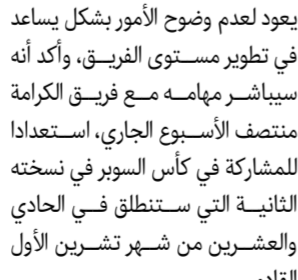 يعود لعدم وضوح الأمور بشكل يساعد
في تطوير مستوى الفريق، وأكد أنه
سيباشر مهامه مع فريق الكرامة
منتصف الأسبوع الجاري، استعدادا
للمشاركة في كأس السوبر في نسخته
الثانية التي ستنطلق في الحادي
والعشرين من شهر تشرين الأول